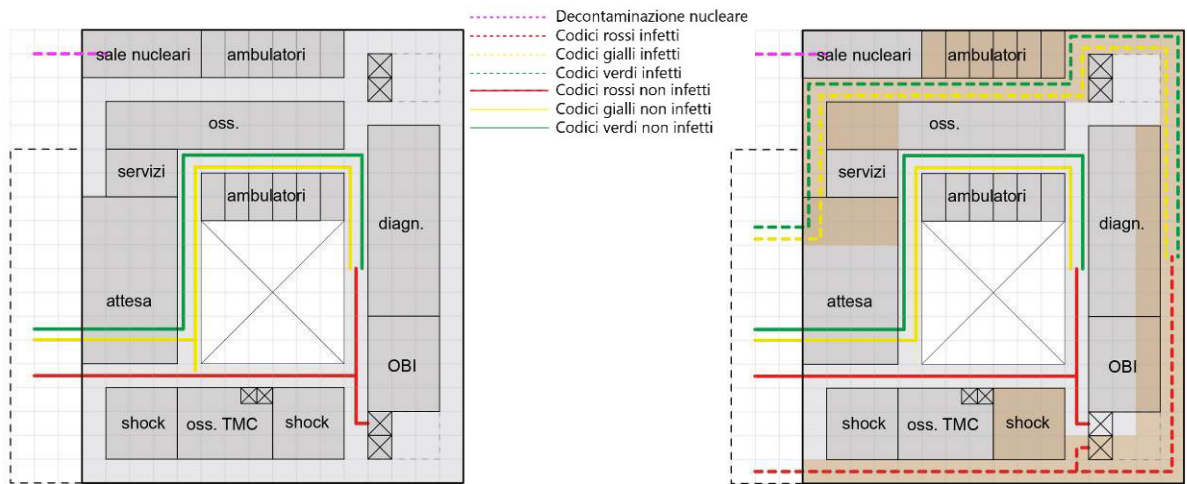 Decontaminazione nucleare
Codici rossi infetti
Codici gialli infetti
Codici verdi infetti
Codici rossi non infetti
Codici gialli non infetti
Codici verdi non infetti
sale nucleari
ambulatori
oss.
servizi
ambulatori
diagn.
attesa
OBI
shock
oss. TMC
shock
sale nucleari
ambulatori
oss.
servizi
ambulatori
diagn.
attesa
OBI
shock
oss. TMC
shock